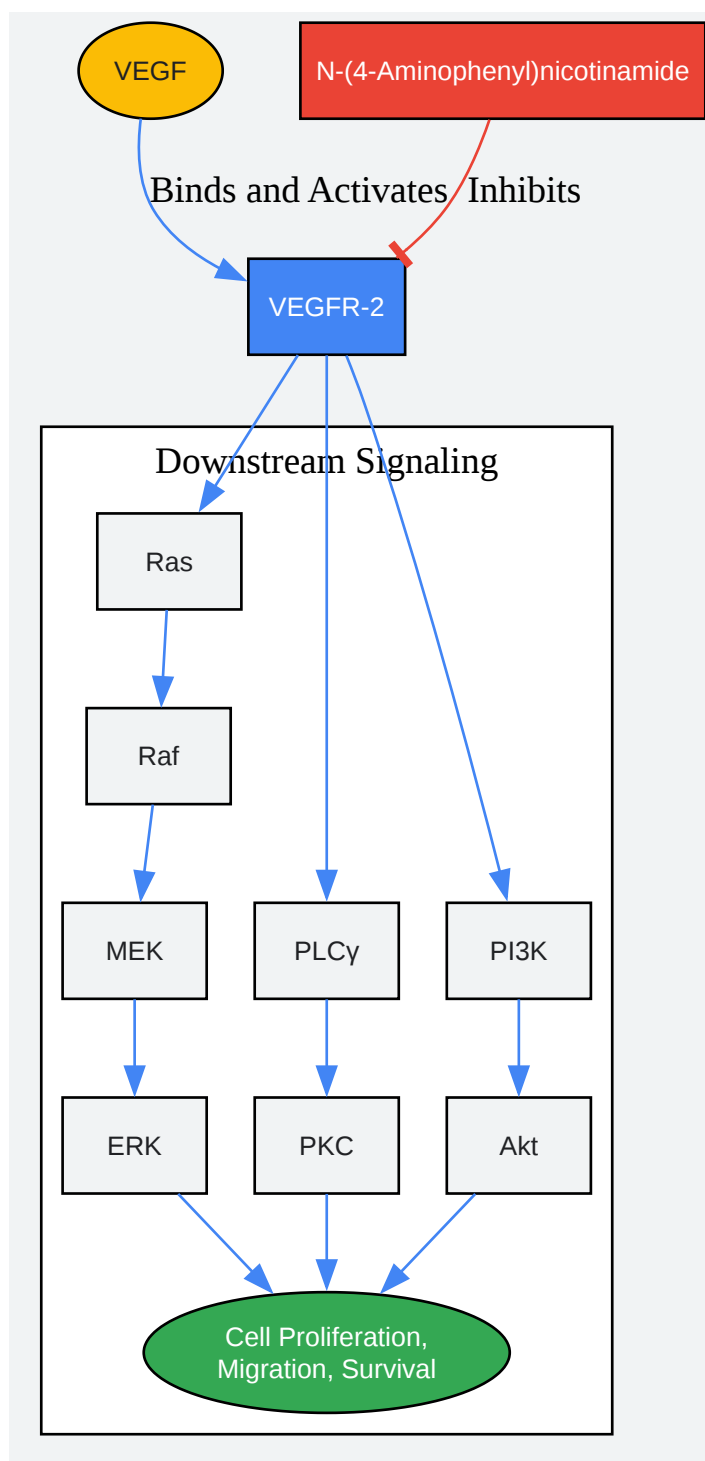 VEGF
N-(4-Aminophenyl)nicotinamide
Binds and Activates
Inhibits
VEGFR-2
Downstream Signaling
Ras
Raf
MEK
PLCγ
PI3K
ERK
PKC
Akt
Cell Proliferation,
Migration, Survival